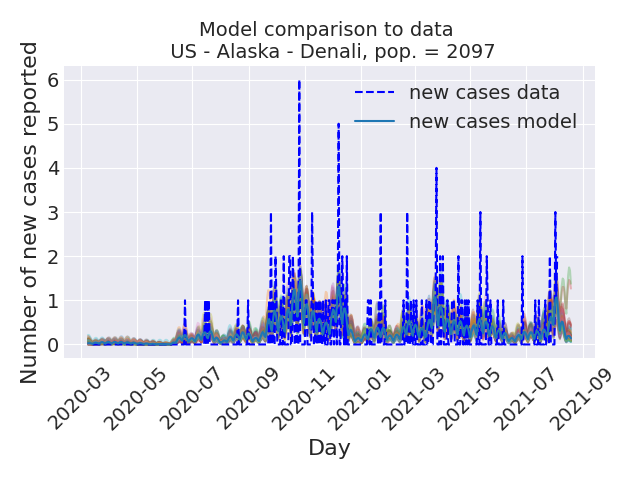 Model comparison to data
US - Alaska - Denali, pop. = 2097
Number of new cases reported
6
5
4
3
2
1
0
new cases data
new cases model
2020-03
2020-05
2020-07
2020-09
2020-11
2021-01
2021-03
2021-05
2021-07
2021-09
Day